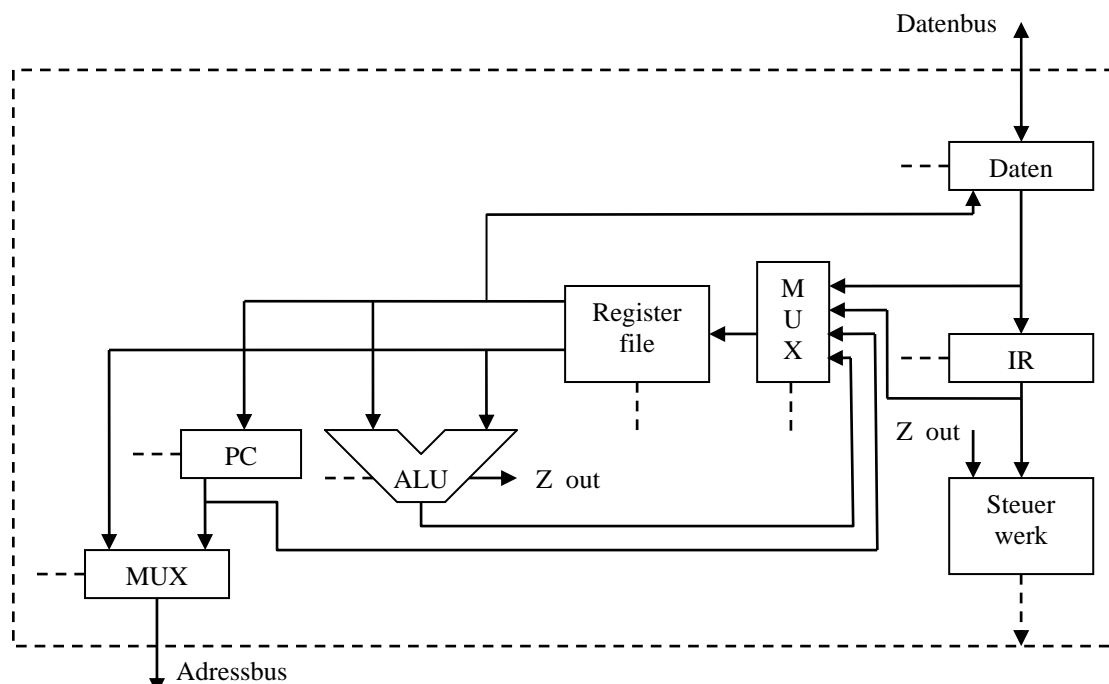 Datenbus
Daten
M
U
X
Register
file
IR
Z out
PC
ALU
Z out
Steuer
werk
MUX
Adressbus